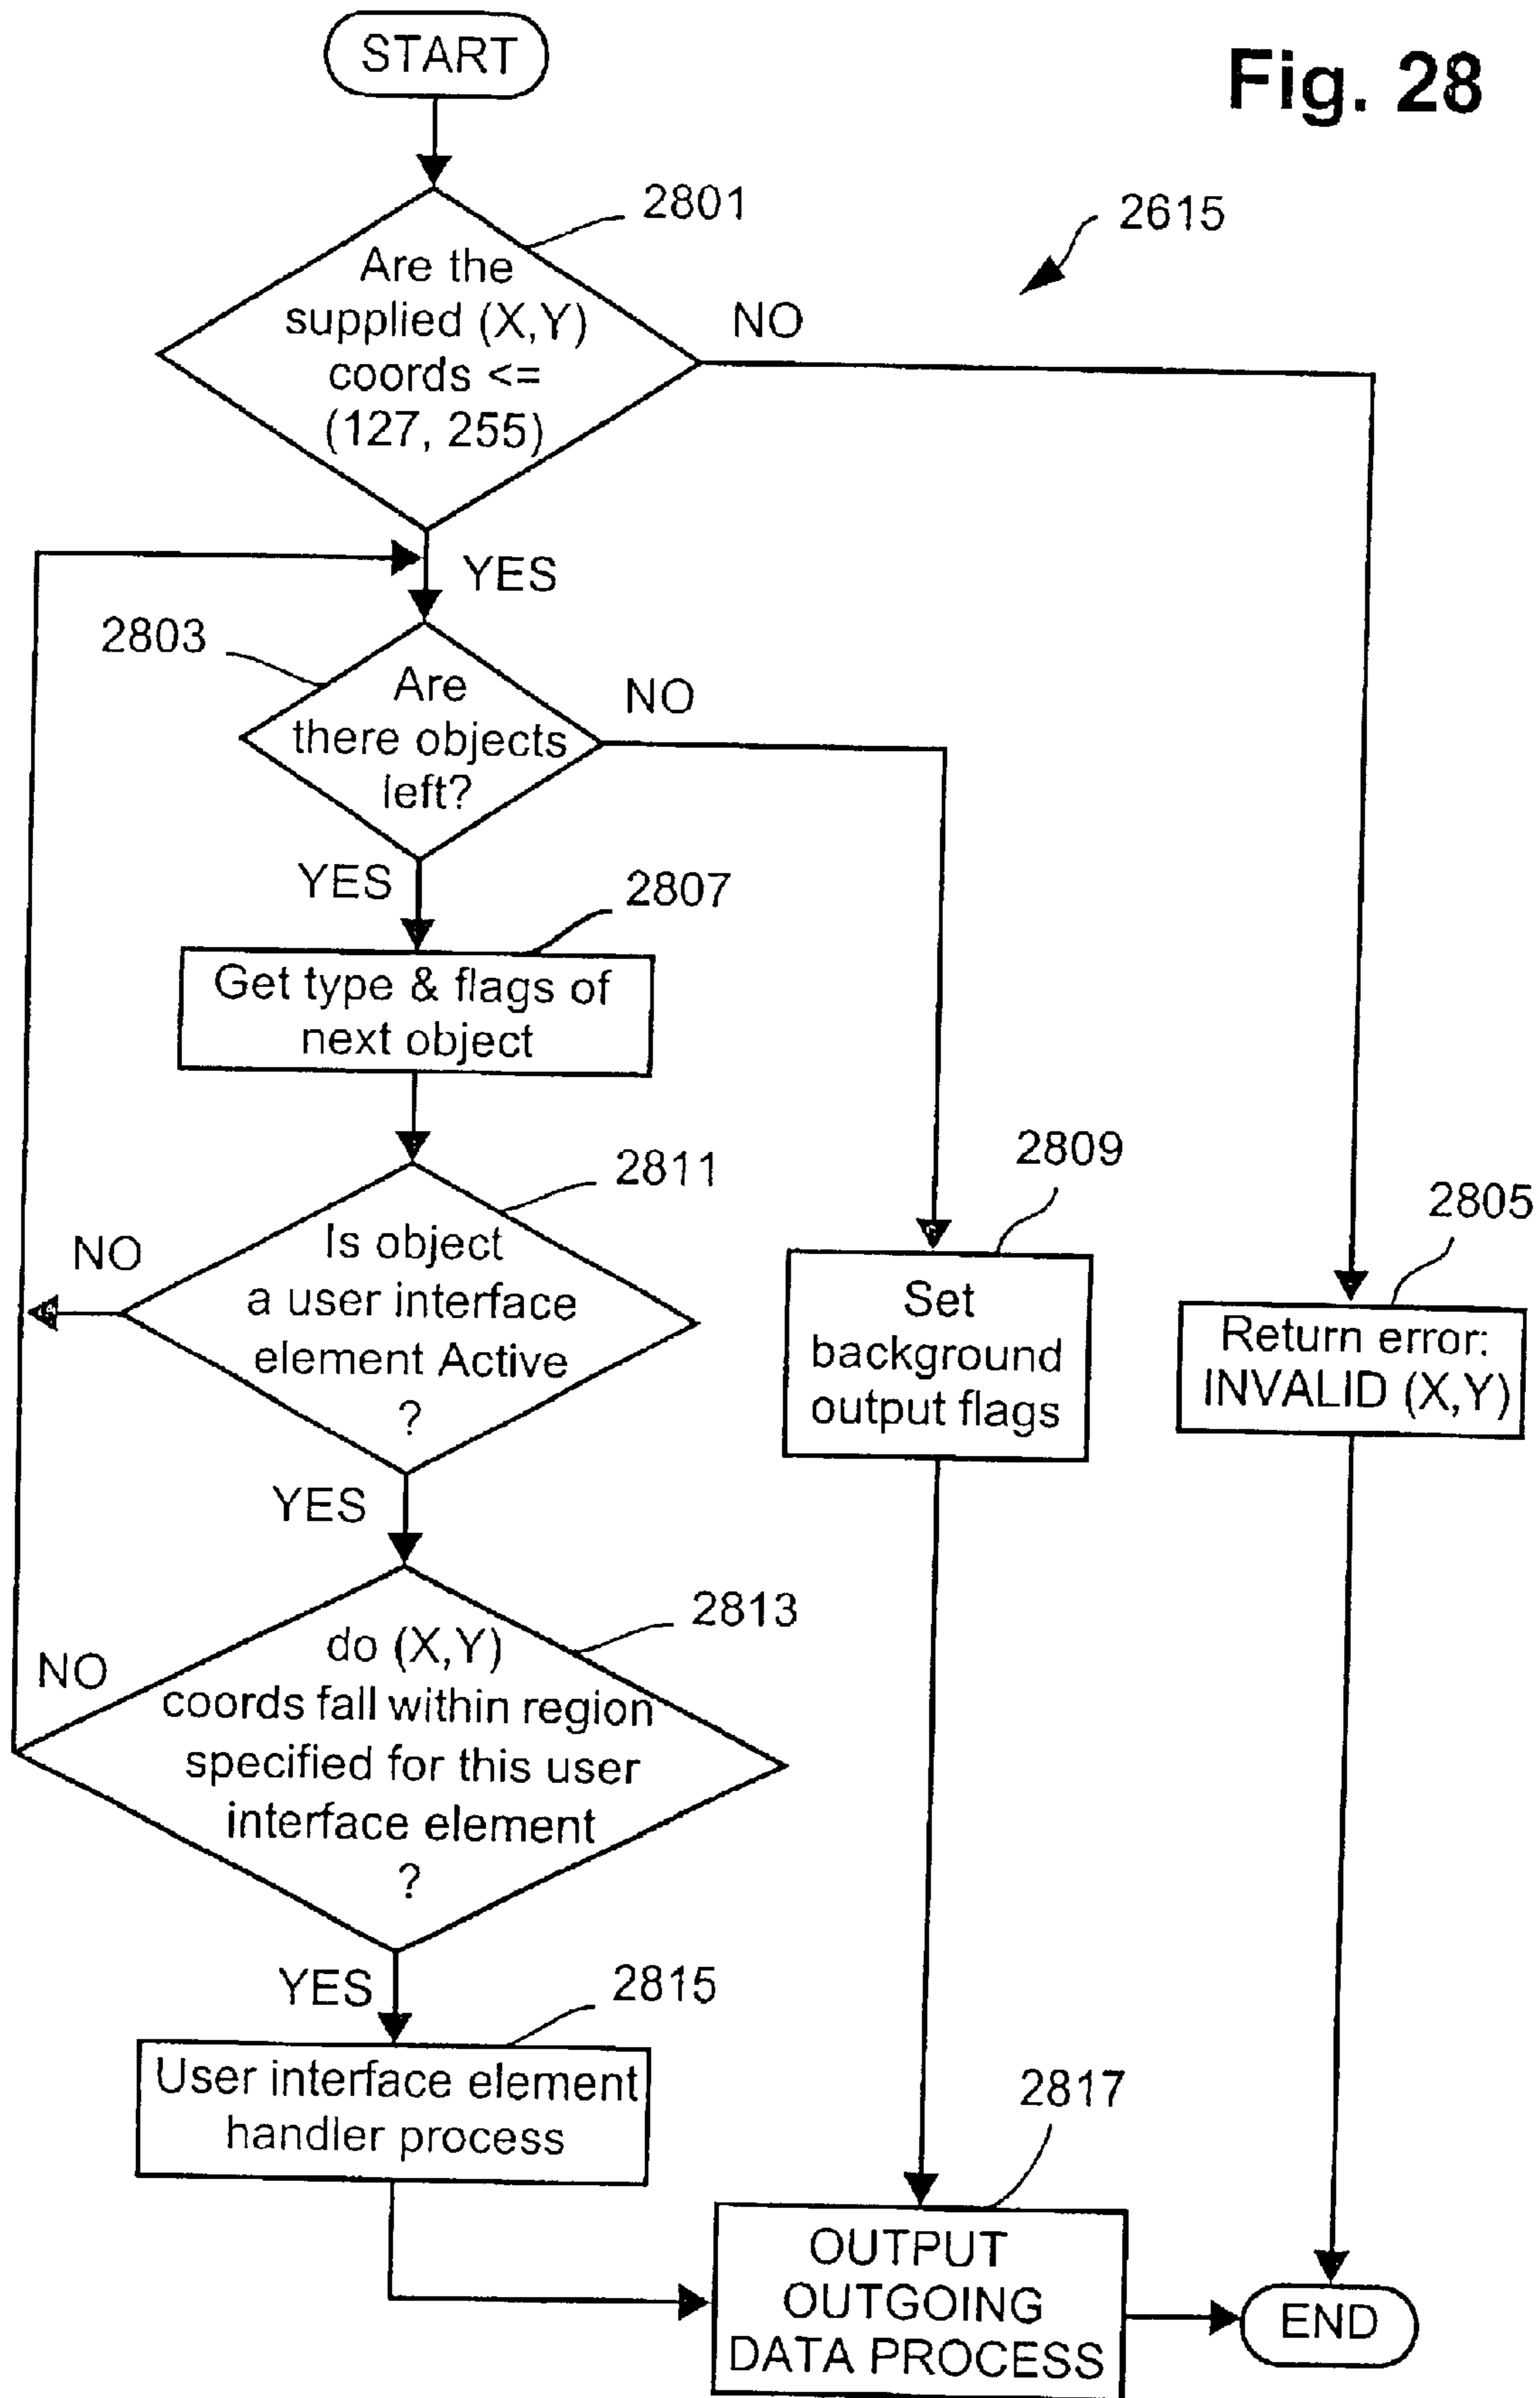 START
Fig. 28
2801
2615
Are the
supplied (X,Y)
coords <=
(127, 255)
NO
YES
2803
Are
there objects
left?
NO
YES
2807
Get type & flags of
next object
2811
2809
2805
NO
Is object
a user interface
element Active
?
Set
background
output flags
Return error:
INVALID (X,Y)
YES
2813
NO
do (X,Y)
coords fall within region
specified for this user
interface element
?
YES
2815
User interface element
handler process
2817
OUTPUT
OUTGOING
DATA PROCESS
END